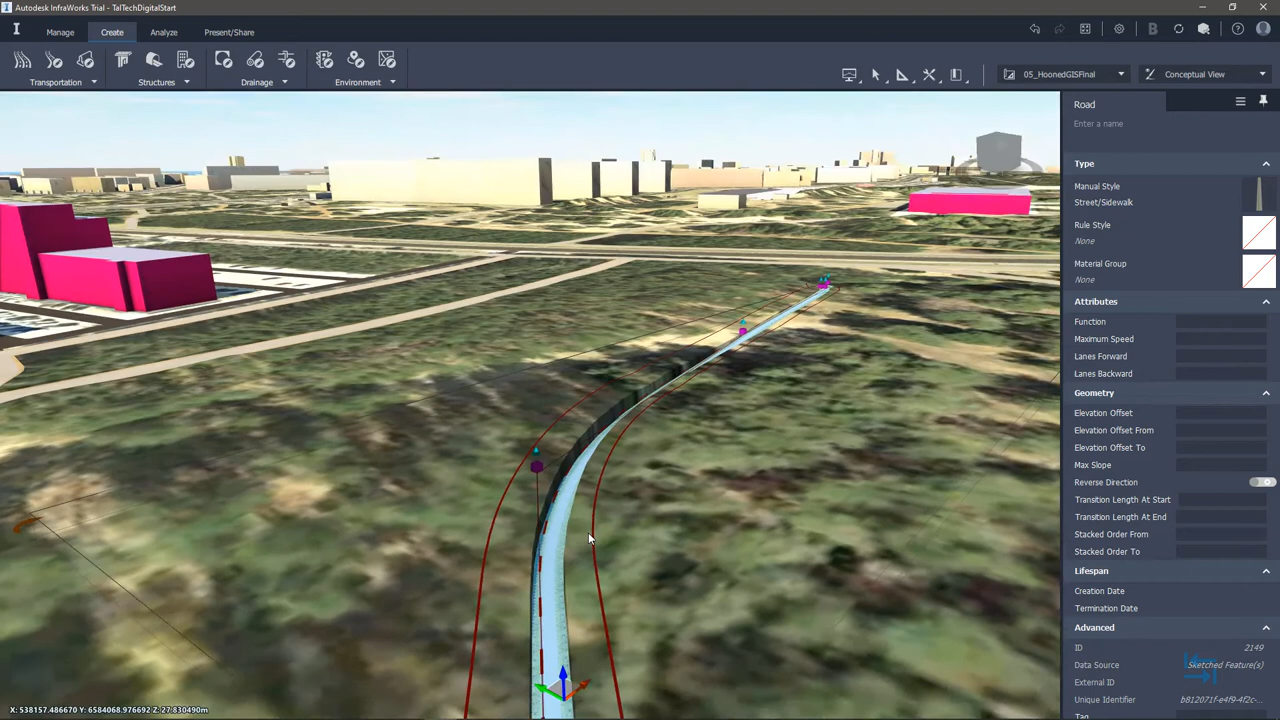 Autodesk InfraWorks Trial - TalTechDigitalStart
Manage
Create
Analyze
Present/Share
Transportation
Structures
Drainage
Environment
05_HoonedGISFinal
Conceptual View
Road
Enter a name
Type
Manual Style
Street/Sidewalk
Rule Style
None
Material Group
None
Attributes
Function
Maximum Speed
Lanes Forward
Lanes Backward
Geometry
Elevation Offset
Elevation Offset From
Elevation Offset To
Max Slope
Reverse Direction
Transition Length At Start
Transition Length At End
Stacked Order From
Stacked Order To
Lifespan
Creation Date
Termination Date
Advanced
ID 2149
Data Source Sketched Feature(s)
External ID
Unique Identifier b812071f-e4f9-4f2c-...
Tag
X: 538157.486670 Y: 6584068.976692 Z: 27.830490m